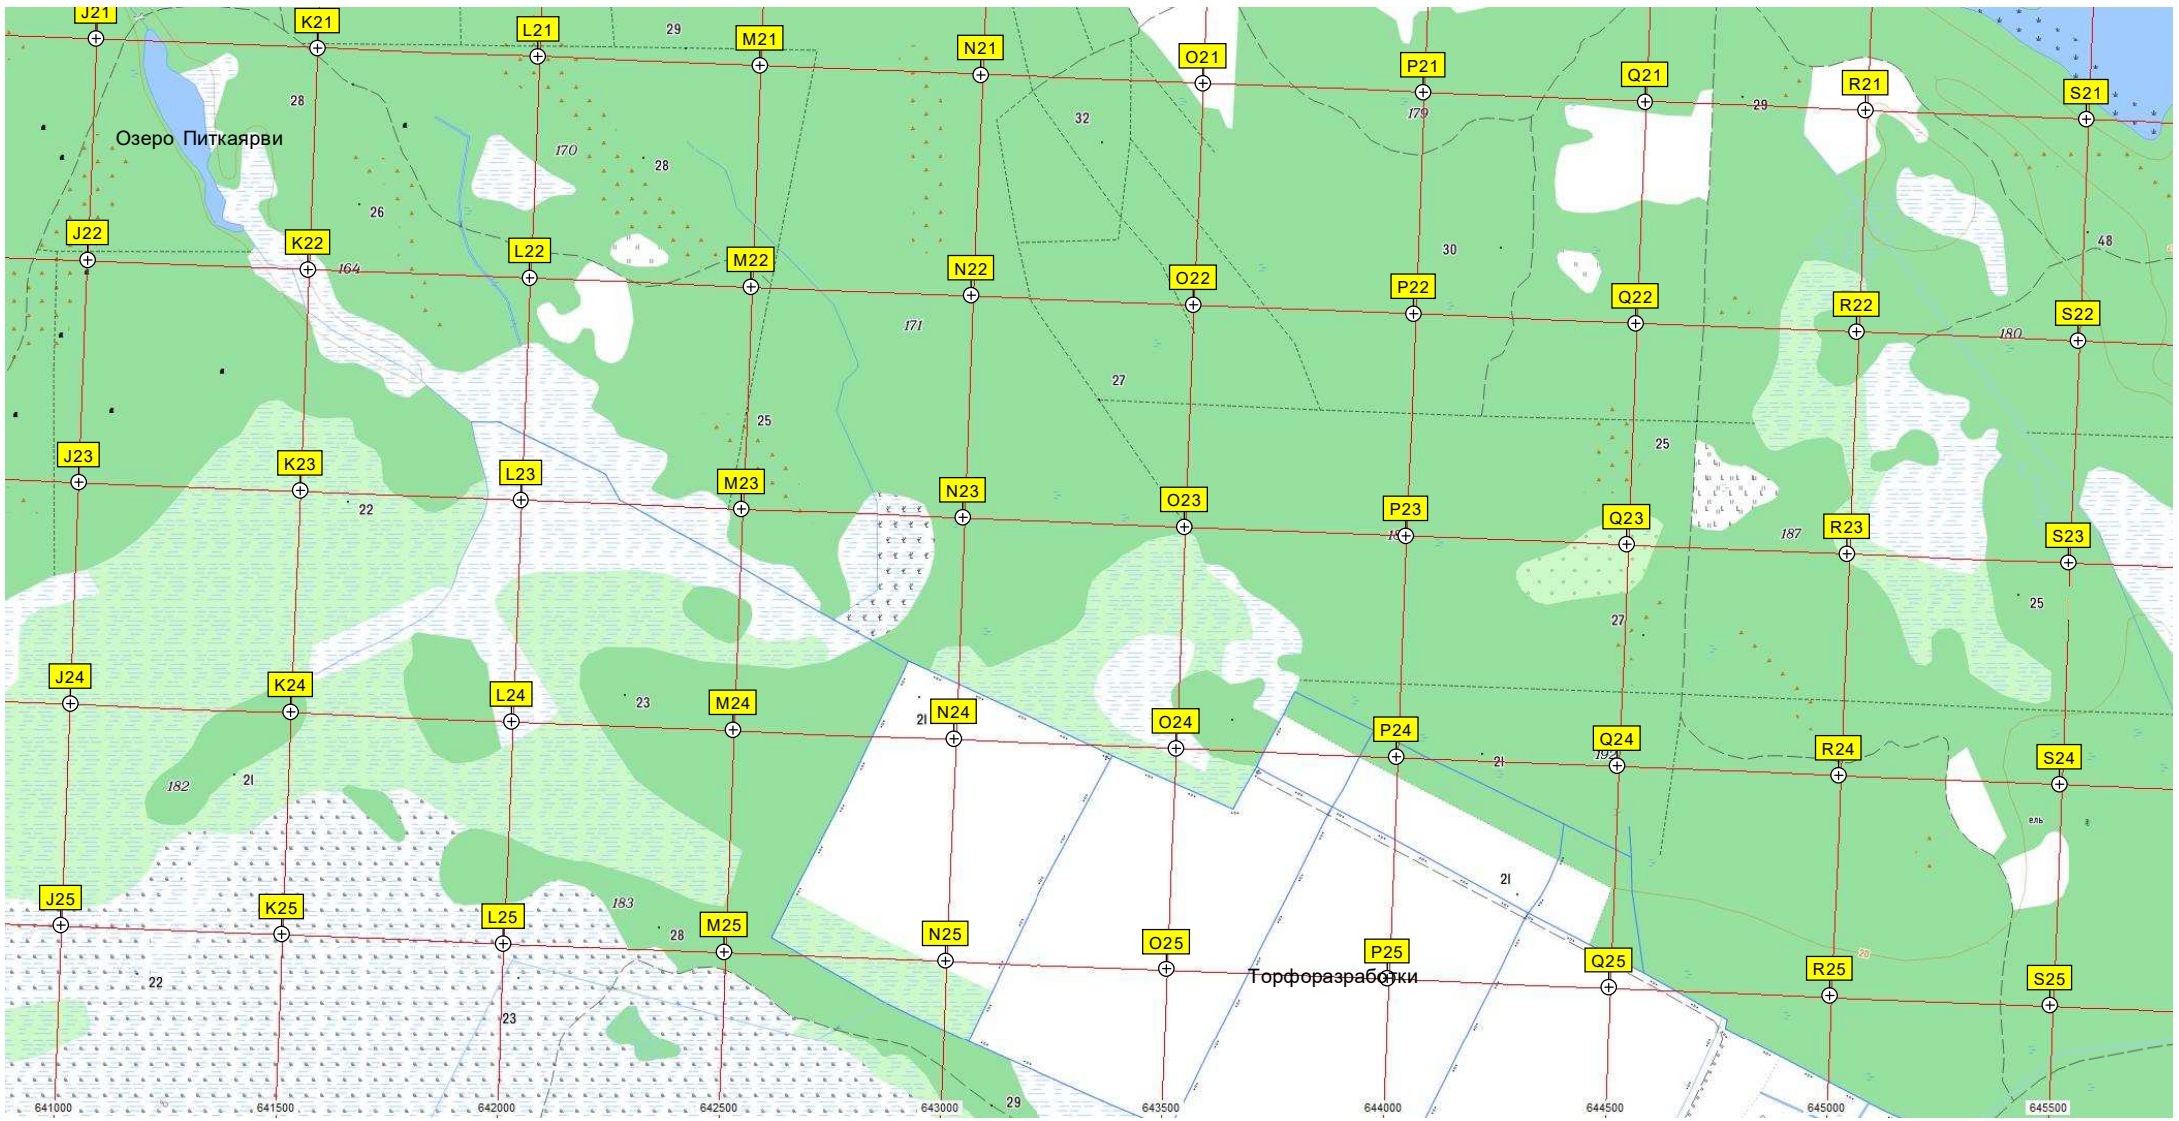 J21 K21 L21 29 M21 N21 O21 P21 Q21 R21 S21
28 32 179 29
Озеро Питкаярви 170 28
26 30 48
J22 K22 164 L22 M22 N22 O22 P22 Q22 R22 S22
171 180
27
25 25
J23 K23 L23 M23 N23 O23 P23 Q23 R23 S23
22 187
25
27
J24 K24 L24 23 M24 21 N24 O24 P24 Q24 R24 S24
182 21 21 192
ель
21
J25 K25 L25 183 M25 N25 O25 P25 Q25 R25 S25
28 20
22 Торфоразработки
23
29
641000 641500 642000 642500 643000 643500 644000 644500 645000 645500